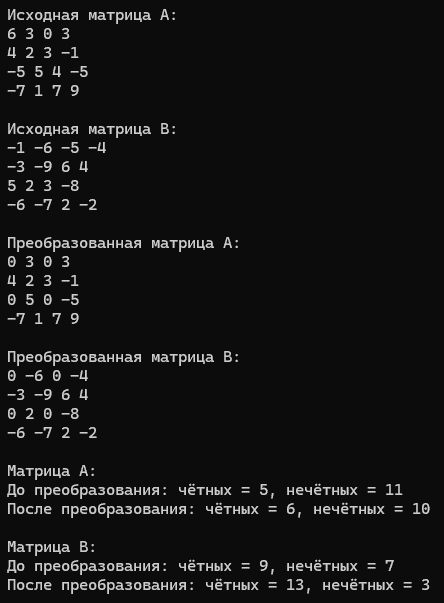 Исходная матрица A:
6 3 0 3
4 2 3 -1
-5 5 4 -5
-7 1 7 9
Исходная матрица B:
-1 -6 -5 -4
-3 -9 6 4
5 2 3 -8
-6 -7 2 -2
Преобразованная матрица A:
0 3 0 3
4 2 3 -1
0 5 0 -5
-7 1 7 9
Преобразованная матрица B:
0 -6 0 -4
-3 -9 6 4
0 2 0 -8
-6 -7 2 -2
Матрица A:
До преобразования: чётных = 5, нечётных = 11
После преобразования: чётных = 6, нечётных = 10
Матрица B:
До преобразования: чётных = 9, нечётных = 7
После преобразования: чётных = 13, нечётных = 3